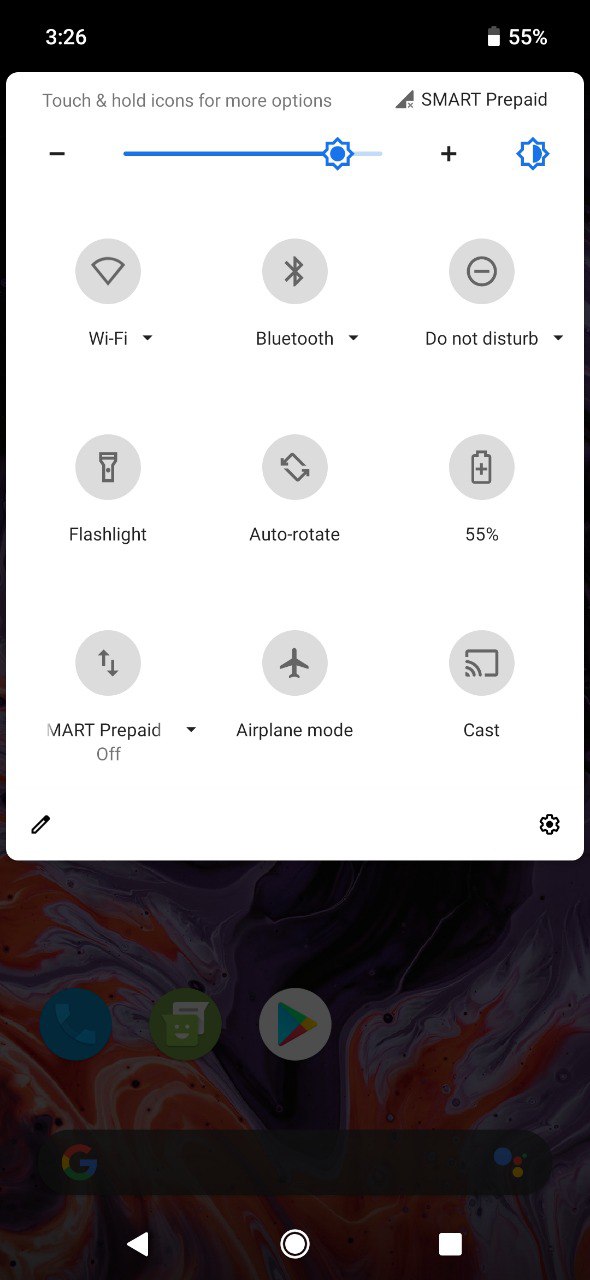 3:26
55%
Touch & hold icons for more options
SMART Prepaid
Wi-Fi
Bluetooth
Do not disturb
Flashlight
Auto-rotate
55%
MART Prepaid
Off
Airplane mode
Cast